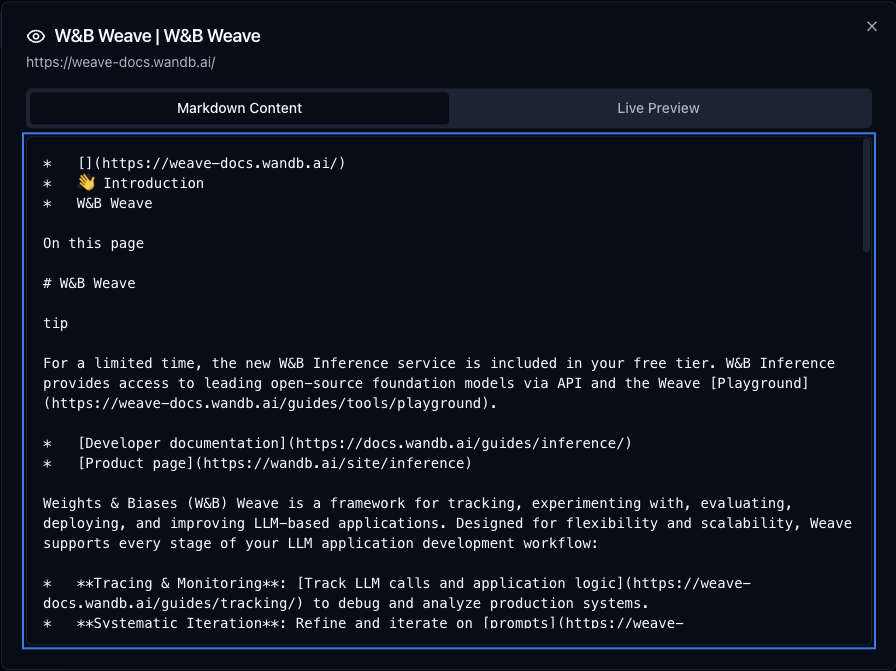 W&B Weave | W&B Weave
https://weave-docs.wandb.ai/
Markdown Content
Live Preview
*   [](https://weave-docs.wandb.ai/)
*   👋 Introduction
*   W&B Weave
On this page
# W&B Weave
tip
For a limited time, the new W&B Inference service is included in your free tier. W&B Inference
provides access to leading open-source foundation models via API and the Weave [Playground]
(https://weave-docs.wandb.ai/guides/tools/playground).
*   [Developer documentation](https://docs.wandb.ai/guides/inference/)
*   [Product page](https://wandb.ai/site/inference)
Weights & Biases (W&B) Weave is a framework for tracking, experimenting with, evaluating,
deploying, and improving LLM-based applications. Designed for flexibility and scalability, Weave
supports every stage of your LLM application development workflow:
*   **Tracing & Monitoring**: [Track LLM calls and application logic](https://weave-
docs.wandb.ai/guides/tracking/) to debug and analyze production systems.
*   **Systematic Iteration**: Refine and iterate on [prompts](https://weave-